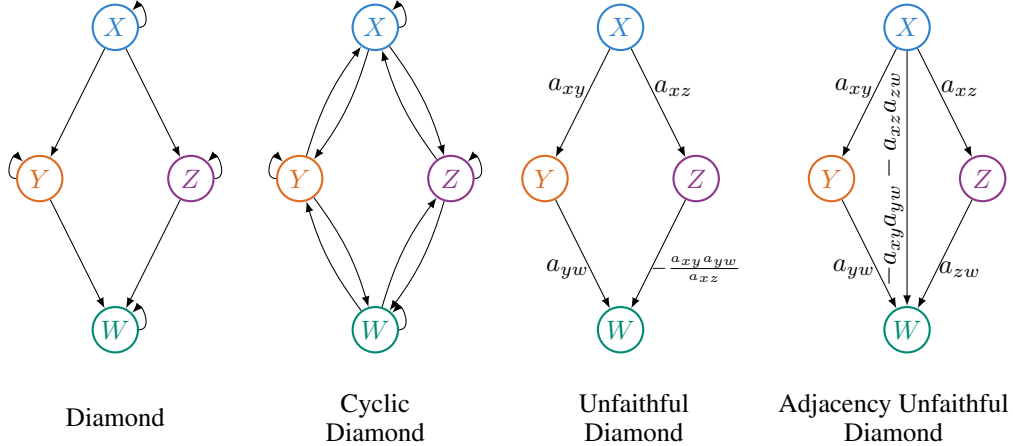 X
Y
Z
W
Diamond
X
Y
Z
W
Cyclic
Diamond
X
a_{xy}
a_{xz}
Y
Z
a_{yw}
-\frac{a_{xy}a_{yw}}{a_{xz}}
W
Unfaithful
Diamond
X
a_{xy}
a_{xz}
-a_{xy}a_{yw} - a_{xz}a_{zw}
Y
Z
a_{yw}
a_{zw}
W
Adjacency Unfaithful
Diamond